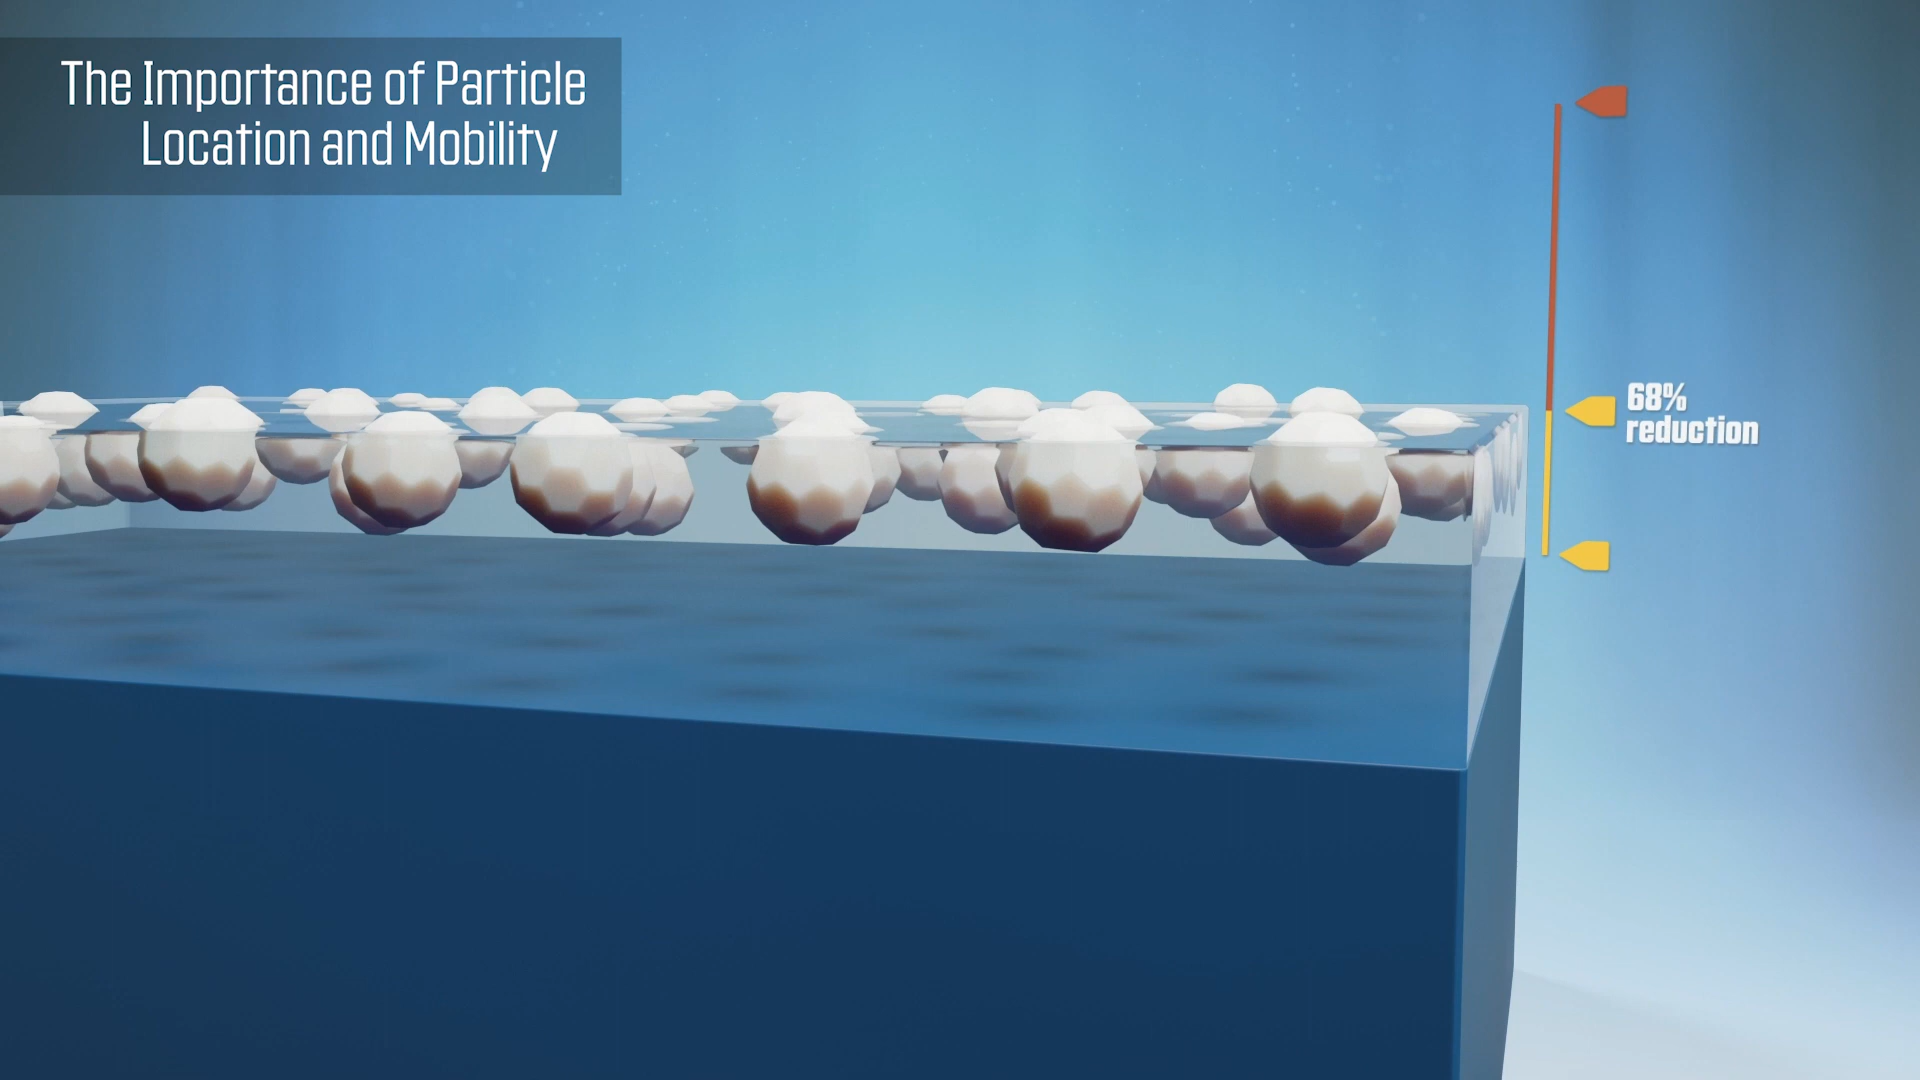 The Importance of Particle
Location and Mobility
68%
reduction